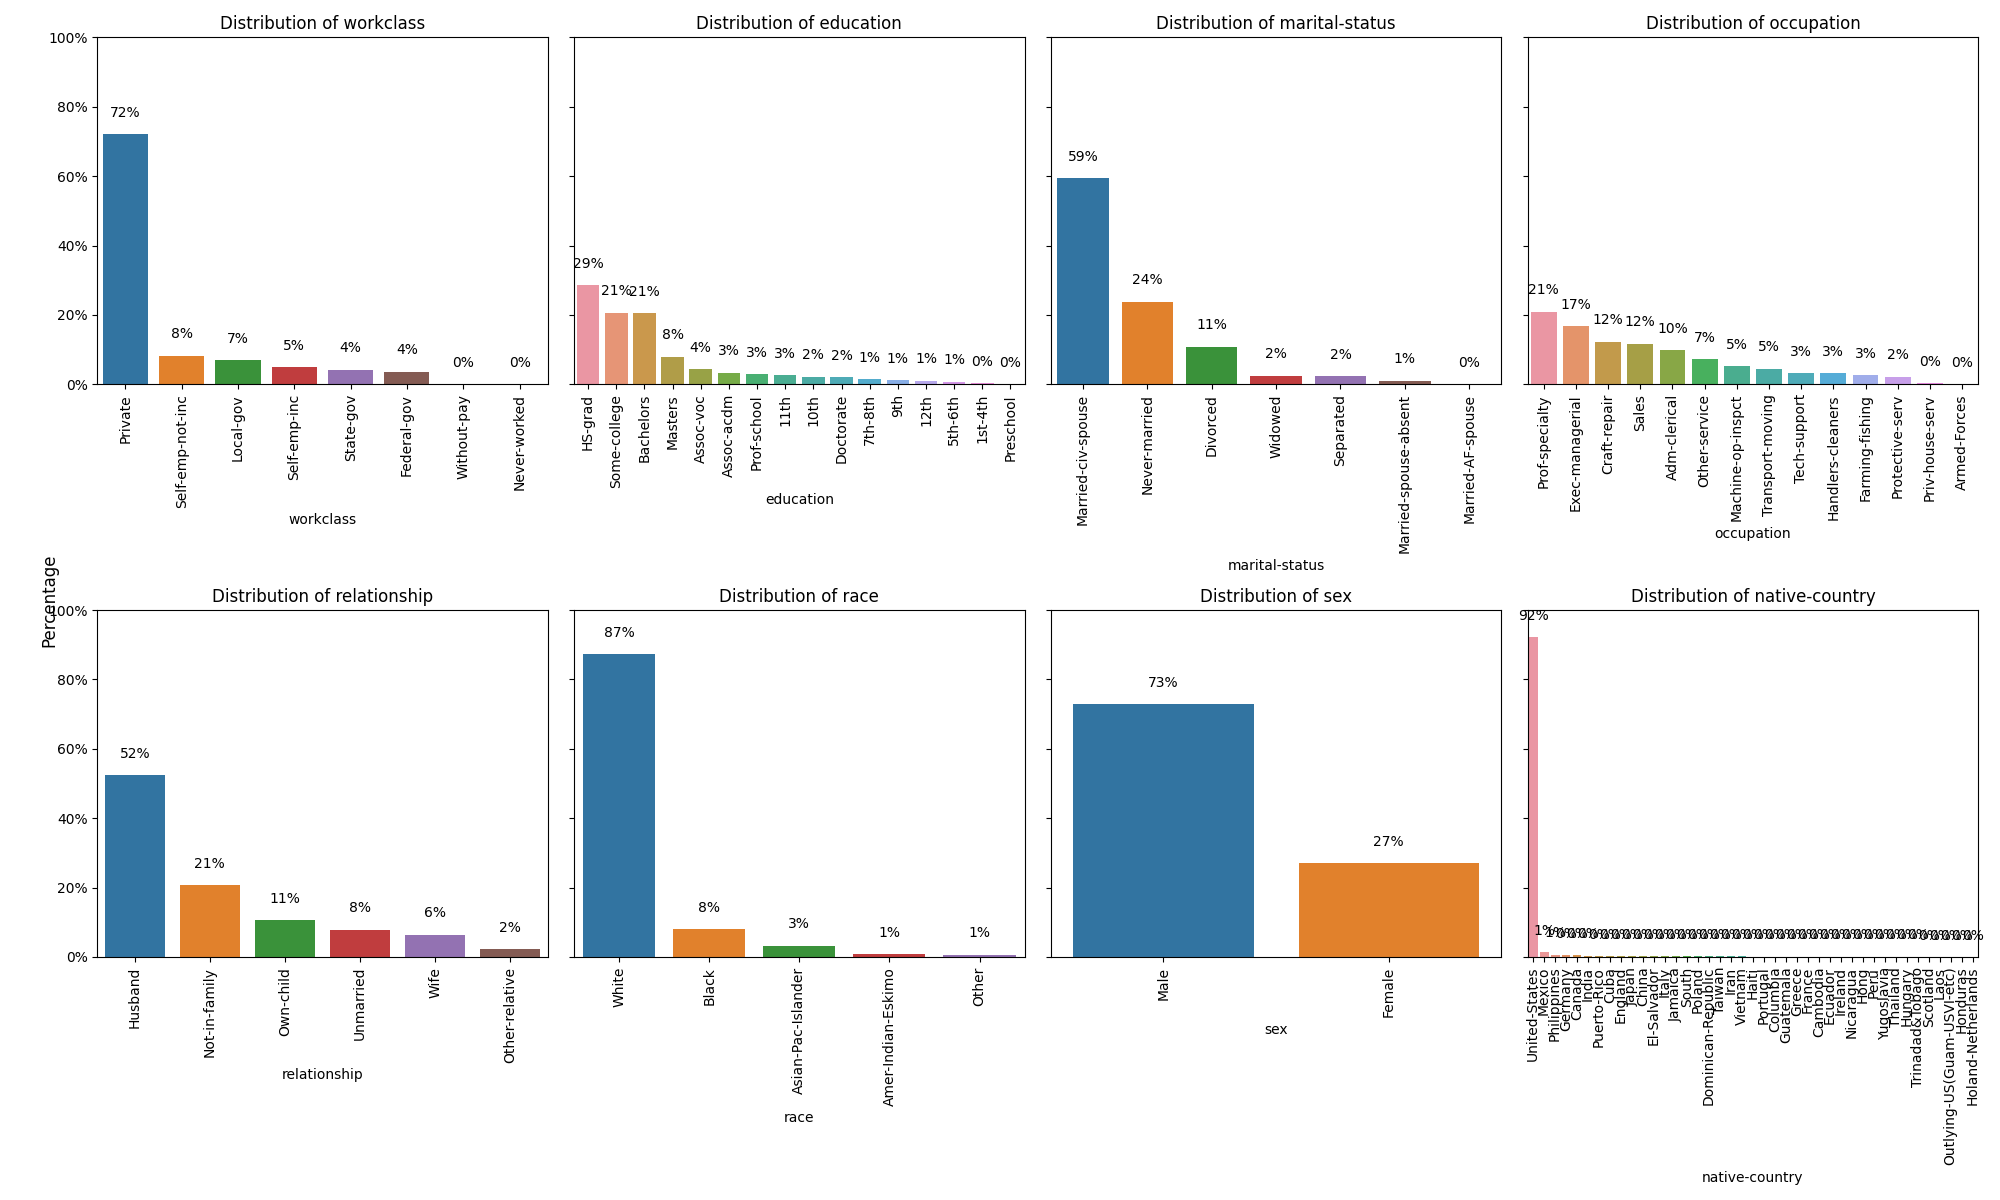 Distribution of workclass
100%
80%
60%
40%
20%
0%
72%
8%
7%
5%
4%
4%
0%
0%
Private
Self-emp-not-inc
Local-gov
Self-emp-inc
State-gov
Federal-gov
Without-pay
Never-worked
workclass
Distribution of education
29%
21%
21%
8%
4%
3%
3%
3%
2%
2%
1%
1%
1%
1%
0%
0%
HS-grad
Some-college
Bachelors
Masters
Assoc-voc
Assoc-acdm
Prof-school
11th
10th
Doctorate
7th-8th
9th
12th
5th-6th
1st-4th
Preschool
education
Distribution of marital-status
59%
24%
11%
2%
2%
1%
0%
Married-civ-spouse
Never-married
Divorced
Widowed
Separated
Married-spouse-absent
Married-AF-spouse
marital-status
Distribution of occupation
21%
17%
12%
12%
10%
7%
5%
5%
3%
3%
3%
2%
0%
0%
Prof-specialty
Exec-managerial
Craft-repair
Sales
Adm-clerical
Other-service
Machine-op-inspct
Transport-moving
Tech-support
Handlers-cleaners
Farming-fishing
Protective-serv
Priv-house-serv
Armed-Forces
occupation
Percentage
Distribution of relationship
100%
80%
60%
40%
20%
0%
52%
21%
11%
8%
6%
2%
Husband
Not-in-family
Own-child
Unmarried
Wife
Other-relative
relationship
Distribution of race
87%
8%
3%
1%
1%
White
Black
Asian-Pac-Islander
Amer-Indian-Eskimo
Other
race
Distribution of sex
73%
27%
Male
Female
sex
Distribution of native-country
92%
1%
United-States
Mexico
Philippines
Germany
Canada
India
Puerto-Rico
Cuba
England
Japan
China
El-Salvador
Italy
Jamaica
South
Poland
Dominican-Republic
Taiwan
Iran
Vietnam
Haiti
Portugal
Columbia
Guatemala
Greece
France
Cambodia
Ecuador
Ireland
Nicaragua
Hong
Peru
Yugoslavia
Thailand
Hungary
Trinadad&Tobago
Scotland
Laos
Outlying-US(Guam-USVI-etc)
Honduras
Holand-Netherlands
native-country